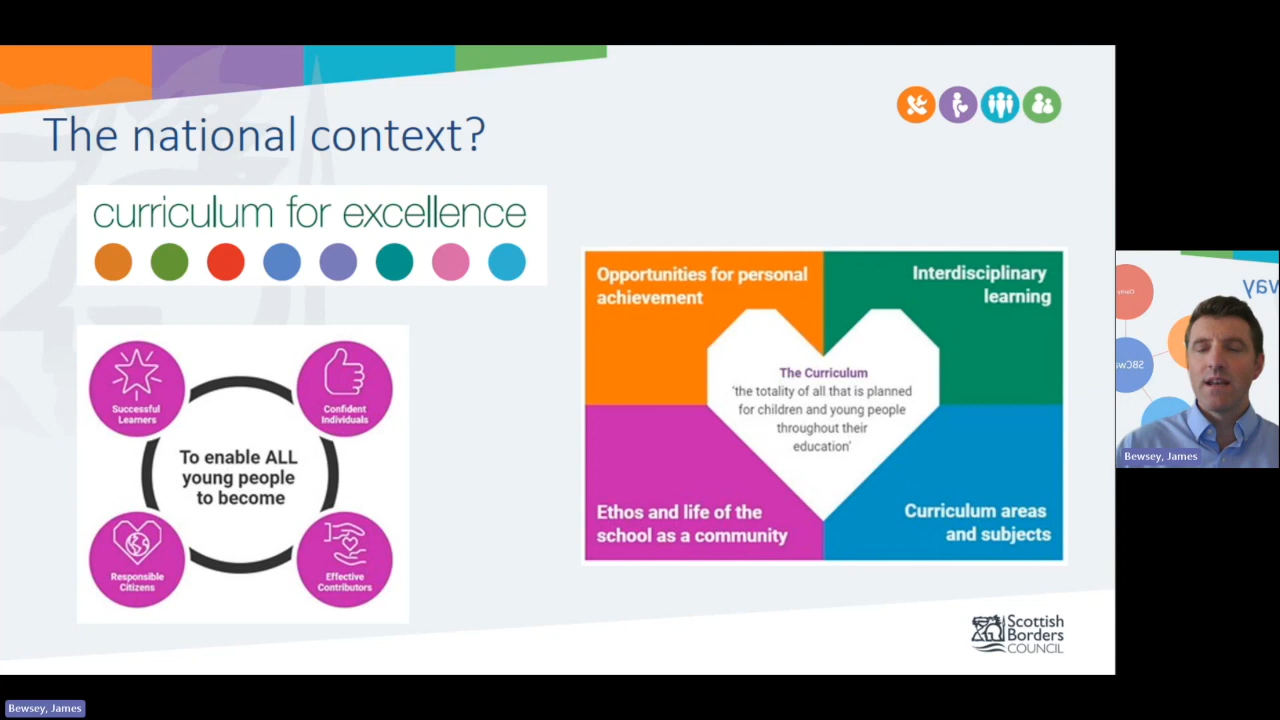 The national context?
curriculum for excellence
Successful
Learners
Confident
Individuals
To enable ALL
young people
to become
Responsible
Citizens
Effective
Contributors
Opportunities for personal
achievement
Interdisciplinary
learning
The Curriculum
'the totality of all that is planned
for children and young people
throughout their
education'
Ethos and life of the
school as a community
Curriculum areas
and subjects
Scottish
Borders
COUNCIL
Bewsey, James
Bewsey, James